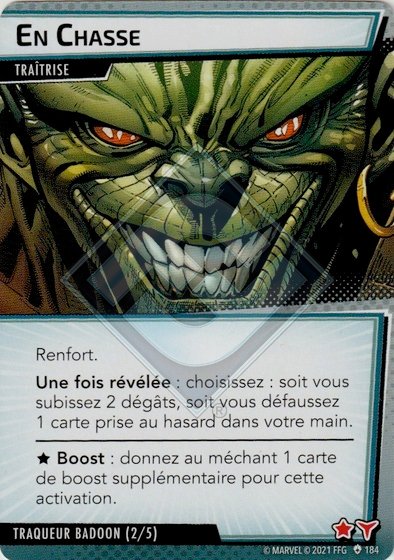 En Chasse
TRAÎTRISE
Renfort.
Une fois révélée : choisissez : soit vous
subissez 2 dégâts, soit vous défaussez
1 carte prise au hasard dans votre main.
★ Boost : donnez au méchant 1 carte
de boost supplémentaire pour cette
activation.
TRAQUEUR BADOON (2/5)
© MARVEL © 2021 FFG 184
®